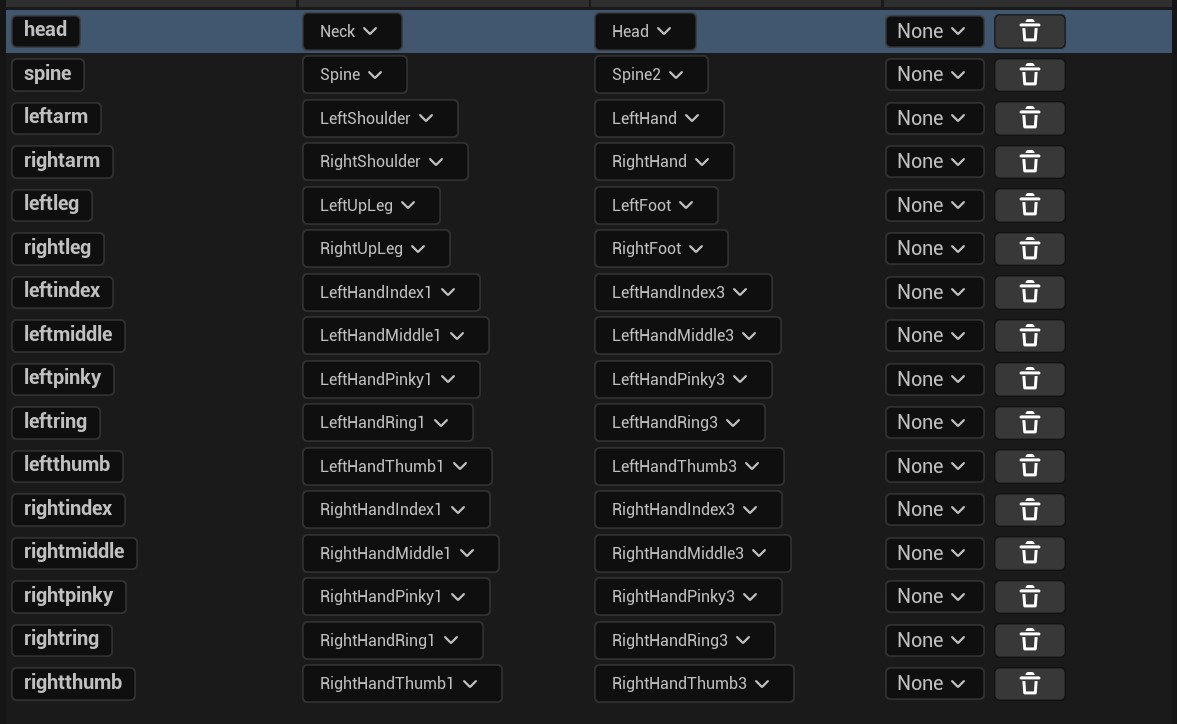 head Neck Head None
spine Spine Spine2 None
leftarm LeftShoulder LeftHand None
rightarm RightShoulder RightHand None
leftleg LeftUpLeg LeftFoot None
rightleg RightUpLeg RightFoot None
leftindex LeftHandIndex1 LeftHandIndex3 None
leftmiddle LeftHandMiddle1 LeftHandMiddle3 None
leftpinky LeftHandPinky1 LeftHandPinky3 None
leftring LeftHandRing1 LeftHandRing3 None
leftthumb LeftHandThumb1 LeftHandThumb3 None
rightindex RightHandIndex1 RightHandIndex3 None
rightmiddle RightHandMiddle1 RightHandMiddle3 None
rightpinky RightHandPinky1 RightHandPinky3 None
rightring RightHandRing1 RightHandRing3 None
rightthumb RightHandThumb1 RightHandThumb3 None